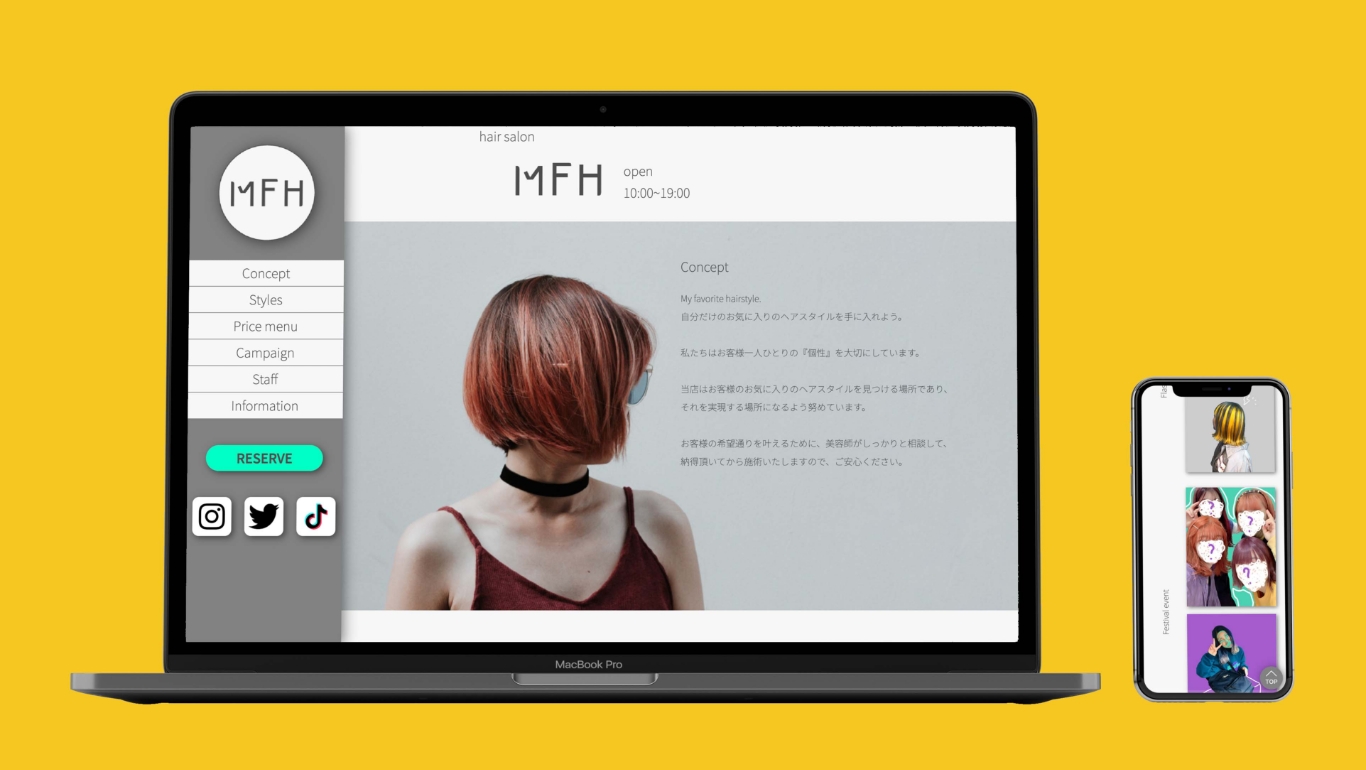 MFH
Concept
Styles
Price menu
Campaign
Staff
Information
RESERVE
hair salon
MFH
open
10:00~19:00
Concept
My favorite hairstyle.
自分だけのお気に入りのヘアスタイルを手に入れよう。
私たちはお客様一人ひとりの『個性』を大切にしています。
当店はお客様のお気に入りのヘアスタイルを見つける場所であり、
それを実現する場所になるよう努めています。
お客様の希望通りを叶えるために、美容師がしっかりと相談して、
納得頂いてから施術いたしますので、ご安心ください。
MacBook Pro
Festival event
?
?
?
?
TOP